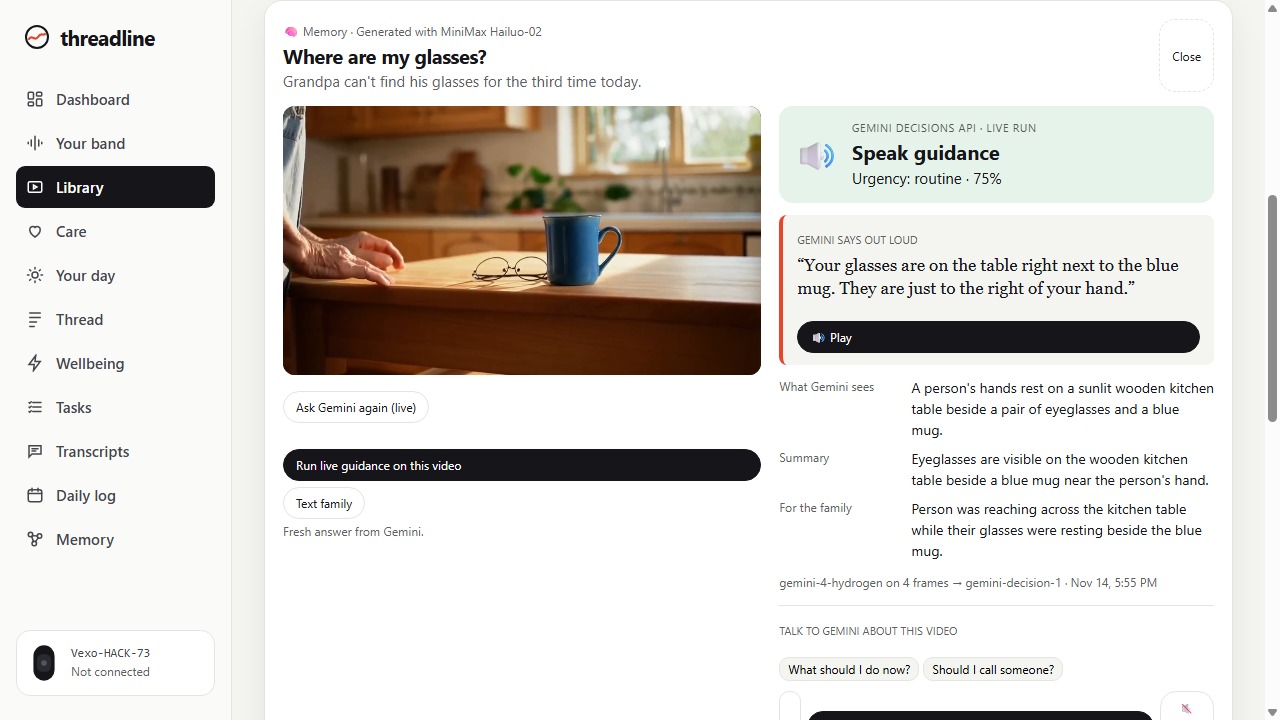 threadline
Dashboard
Your band
Library
Care
Your day
Thread
Wellbeing
Tasks
Transcripts
Daily log
Memory
Vexo-HACK-73
Not connected
Memory · Generated with MiniMax Hailuo-02
Where are my glasses?
Grandpa can't find his glasses for the third time today.
Close
Ask Gemini again (live)
Run live guidance on this video
Text family
Fresh answer from Gemini.
GEMINI DECISIONS API · LIVE RUN
Speak guidance
Urgency: routine · 75%
GEMINI SAYS OUT LOUD
“Your glasses are on the table right next to the blue
mug. They are just to the right of your hand.”
Play
What Gemini sees
A person's hands rest on a sunlit wooden kitchen
table beside a pair of eyeglasses and a blue
mug.
Summary
Eyeglasses are visible on the wooden kitchen
table beside a blue mug near the person's hand.
For the family
Person was reaching across the kitchen table
while their glasses were resting beside the blue
mug.
gemini-4-hydrogen on 4 frames → gemini-decision-1 · Nov 14, 5:55 PM
TALK TO GEMINI ABOUT THIS VIDEO
What should I do now?
Should I call someone?